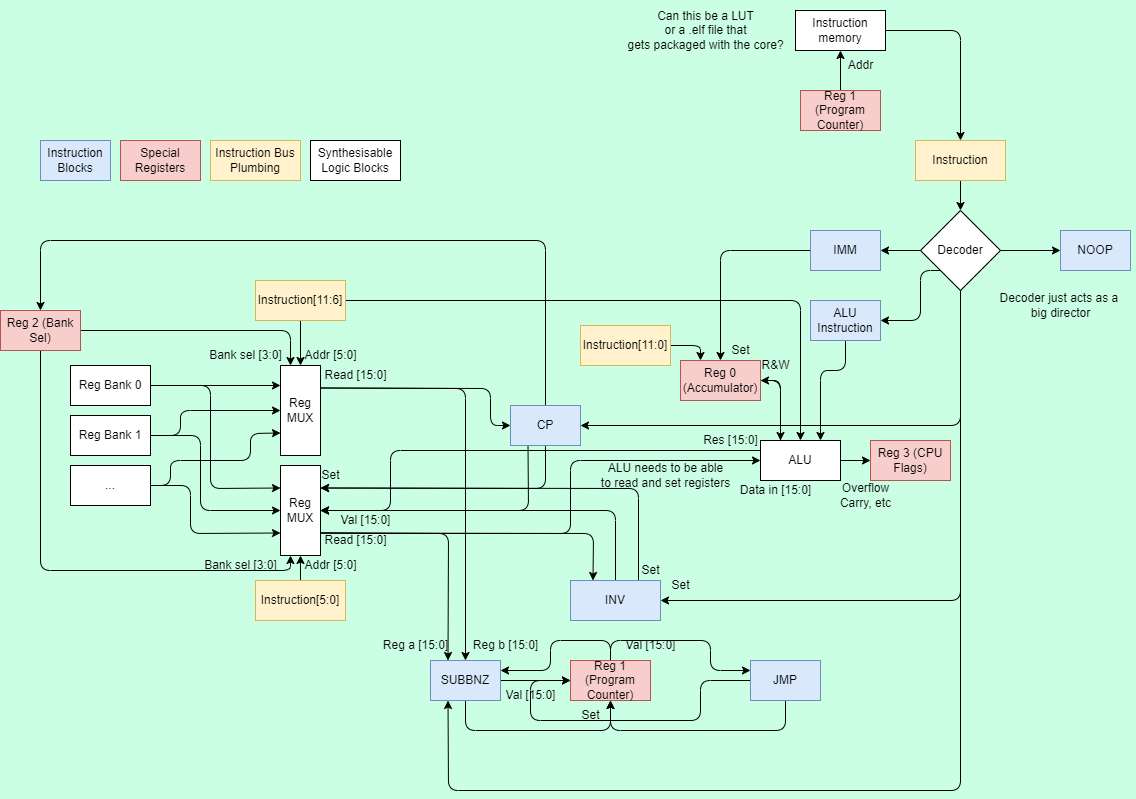 Can this be a LUT
or a .elf file that
gets packaged with the core?
Instruction
memory
Addr
Reg 1
(Program
Counter)
Instruction
Blocks
Special
Registers
Instruction Bus
Plumbing
Synthesisable
Logic Blocks
Instruction
Decoder
IMM
NOOP
Decoder just acts as a
big director
ALU
Instruction
Instruction[11:6]
Reg 2 (Bank
Sel)
Bank sel [3:0]
Addr [5:0]
Instruction[11:0]
Set
Reg 0
(Accumulator)
R&W
Read [15:0]
Reg Bank 0
Reg
MUX
Reg Bank 1
CP
...
Res [15:0]
ALU
Reg 3 (CPU
Flags)
ALU needs to be able
to read and set registers
Data in [15:0]
Overflow
Carry, etc
Set
Reg
MUX
Val [15:0]
Read [15:0]
Bank sel [3:0]
Addr [5:0]
Instruction[5:0]
Set
Set
INV
Reg a [15:0]
Reg b [15:0]
Val [15:0]
SUBBNZ
Reg 1
(Program
Counter)
JMP
Val [15:0]
Set